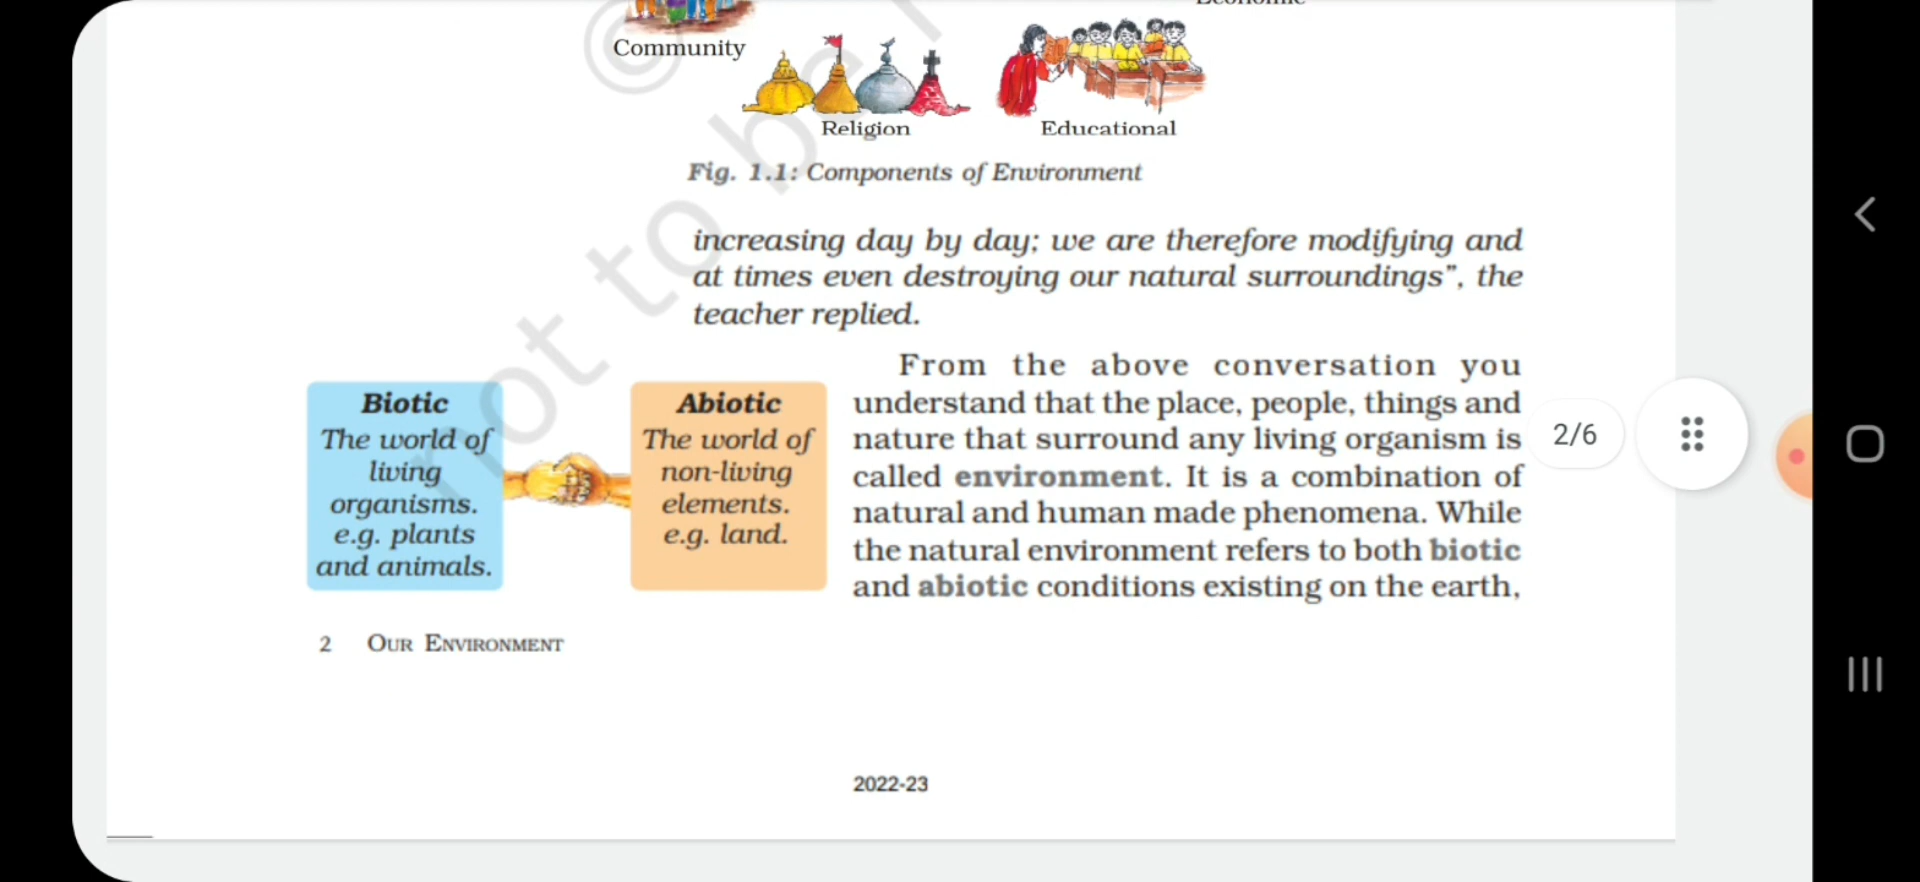 Community
Religion
Educational
Fig. 1.1: Components of Environment
increasing day by day; we are therefore modifying and
at times even destroying our natural surroundings”, the
teacher replied.
Biotic
The world of
living
organisms.
e.g. plants
and animals.
Abiotic
The world of
non-living
elements.
e.g. land.
From the above conversation you
understand that the place, people, things and
nature that surround any living organism is
called environment. It is a combination of
natural and human made phenomena. While
the natural environment refers to both biotic
and abiotic conditions existing on the earth,
2/6
2 OUR ENVIRONMENT
2022-23
not to be
©